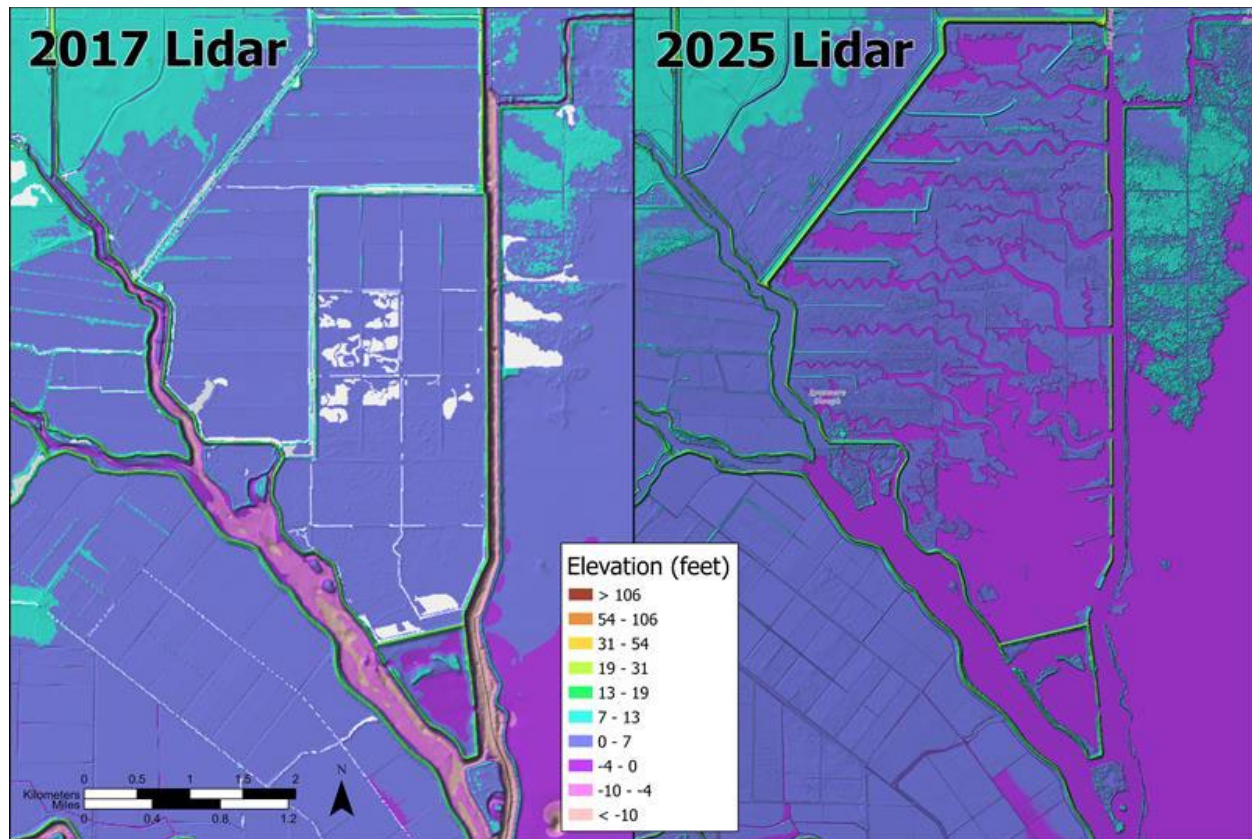 2017 Lidar
2025 Lidar
Elevation (feet)
> 106
54 - 106
31 - 54
19 - 31
13 - 19
7 - 13
0 - 7
-4 - 0
-10 - -4
< -10
0 0.5 1 1.5 2
Kilometers
Miles
0 0.4 0.8 1.2
N
Slough